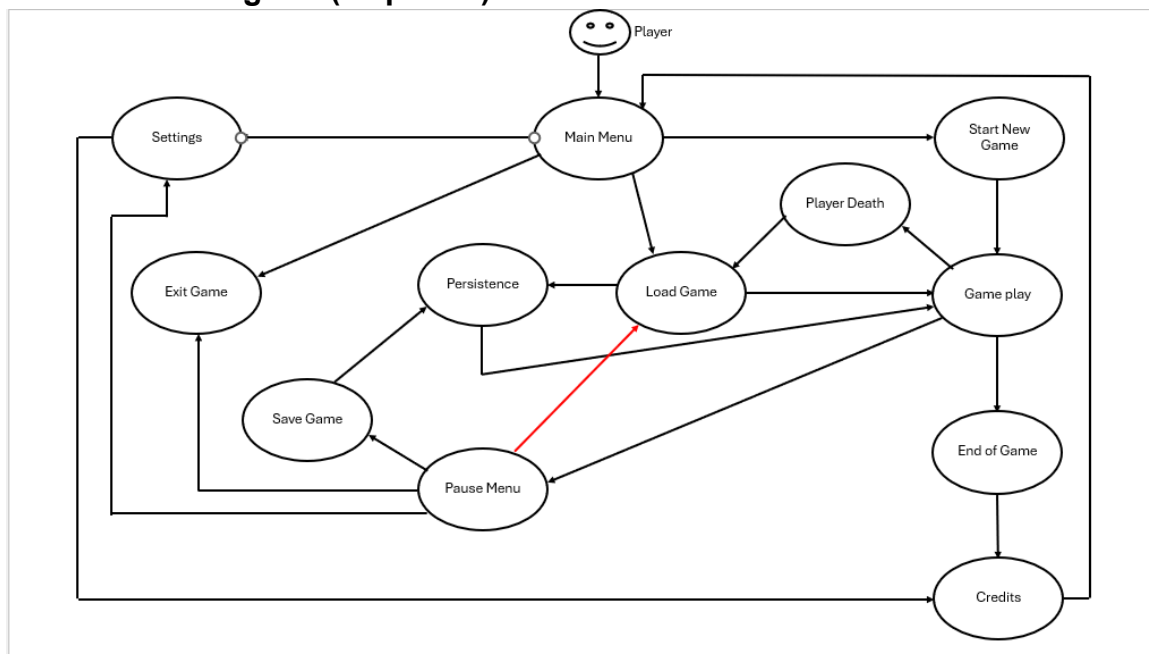 Player
Settings
Main Menu
Start New
Game
Player Death
Exit Game
Persistence
Load Game
Game play
Save Game
End of Game
Pause Menu
Credits